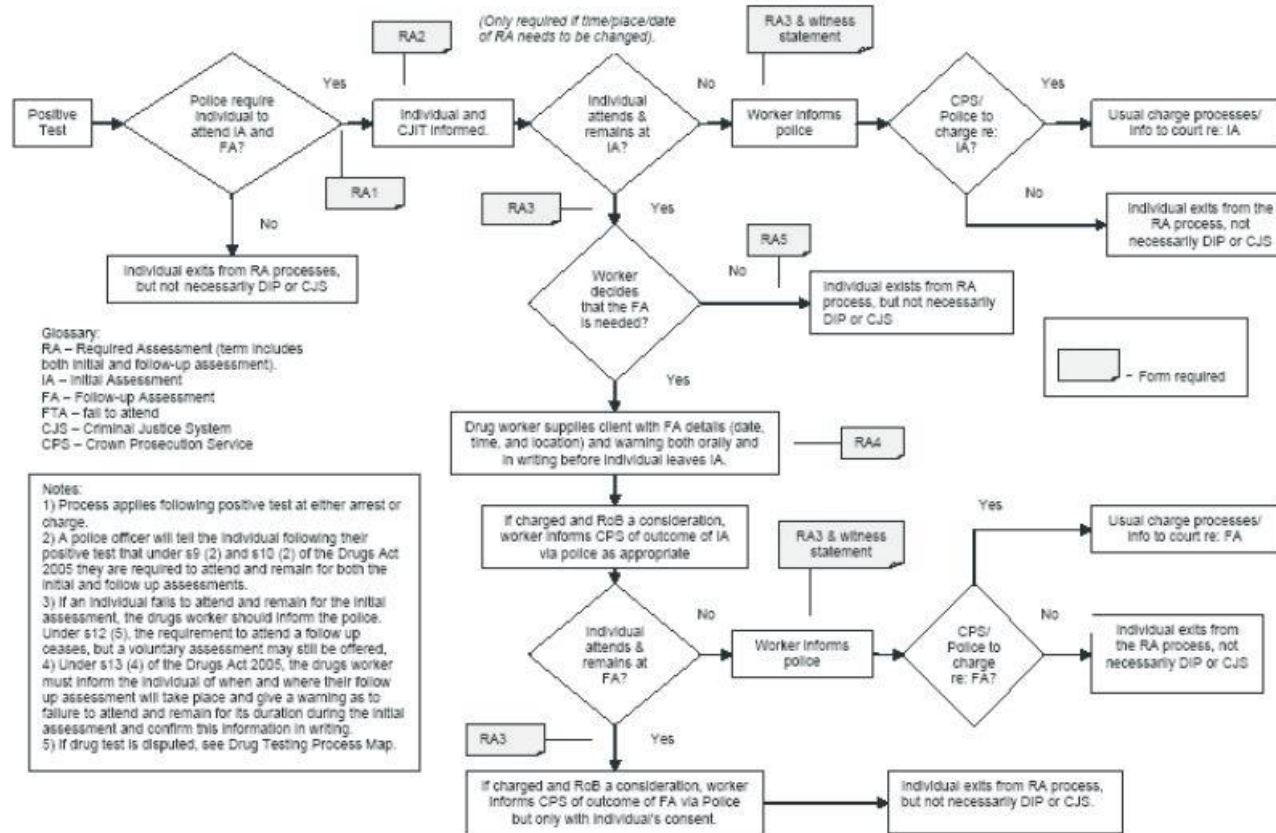 (Only required if time/place/date
of RA needs to be changed).
RA2
RA3 & witness
statement
Positive
Test
Police require
individual to
attend IA and
FA?
Yes
RA1
Individual and
CJIT informed.
Individual
attends &
remains at
IA?
No
Worker informs
police
CPS/
Police to
charge re:
IA?
Yes
Usual charge processes/
Info to court re: IA
No
Individual exits from the
RA process, not
necessarily DIP or CJS
No
Individual exits from RA processes,
but not necessarily DIP or CJS
RA3
Yes
Worker
decides
that the FA
is needed?
No
RA5
Individual exists from RA
process, but not necessarily
DIP or CJS
- Form required
Glossary:
RA – Required Assessment (term includes
both initial and follow-up assessment).
IA – Initial Assessment
FA – Follow-up Assessment
FTA – fail to attend
CJS – Criminal Justice System
CPS – Crown Prosecution Service
Yes
Drug worker supplies client with FA details (date,
time, and location) and warning both orally and
in writing before individual leaves IA.
RA4
If charged and RoB a consideration,
worker informs CPS of outcome of IA
via police as appropriate
RA3 & witness
statement
Individual
attends &
remains at
FA?
No
Worker informs
police
CPS/
Police to
charge
re: FA?
Yes
Usual charge processes/
Info to court re: FA
No
Individual exits from
the RA process, not
necessarily DIP or CJS
RA3
Yes
If charged and RoB a consideration, worker
informs CPS of outcome of FA via Police
but only with individual's consent.
Individual exits from RA process,
but not necessarily DIP or CJS.
Notes:
1) Process applies following positive test at either arrest or
charge.
2) A police officer will tell the individual following their
positive test that under s9 (2) and s10 (2) of the Drugs Act
2005 they are required to attend and remain for both the
initial and follow up assessments.
3) If an individual fails to attend and remain for the initial
assessment, the drugs worker should inform the police.
Under s12 (5), the requirement to attend a follow up
ceases, but a voluntary assessment may still be offered,
4) Under s13 (4) of the Drugs Act 2005, the drugs worker
must inform the individual of when and where their follow
up assessment will take place and give a warning as to
failure to attend and remain for its duration during the initial
assessment and confirm this information in writing.
5) If drug test is disputed, see Drug Testing Process Map.